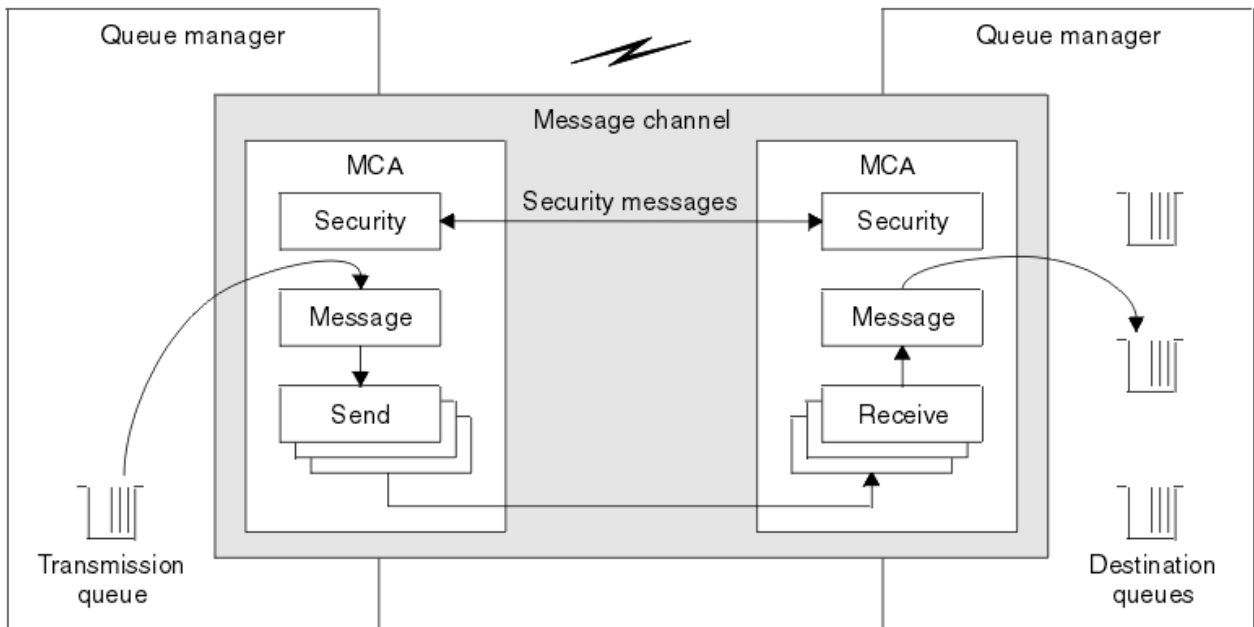 Queue manager
Queue manager
Message channel
MCA
MCA
Security messages
Security
Security
Message
Message
Send
Receive
Transmission
queue
Destination
queues